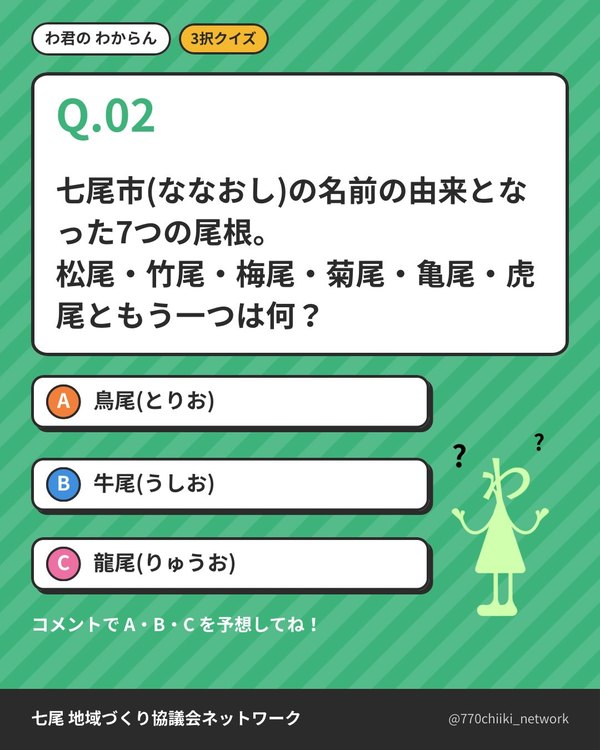 わ君の わからん
3択クイズ
Q.02
七尾市(ななおし)の名前の由来とな
った7つの尾根。
松尾・竹尾・梅尾・菊尾・亀尾・虎
尾ともう一つは何？
A 鳥尾(とりお)
B 牛尾(うしお)
C 龍尾(りゅうお)
? ?
わ
コメントで A・B・C を予想してね！
七尾 地域づくり協議会ネットワーク
@770chiiki_network